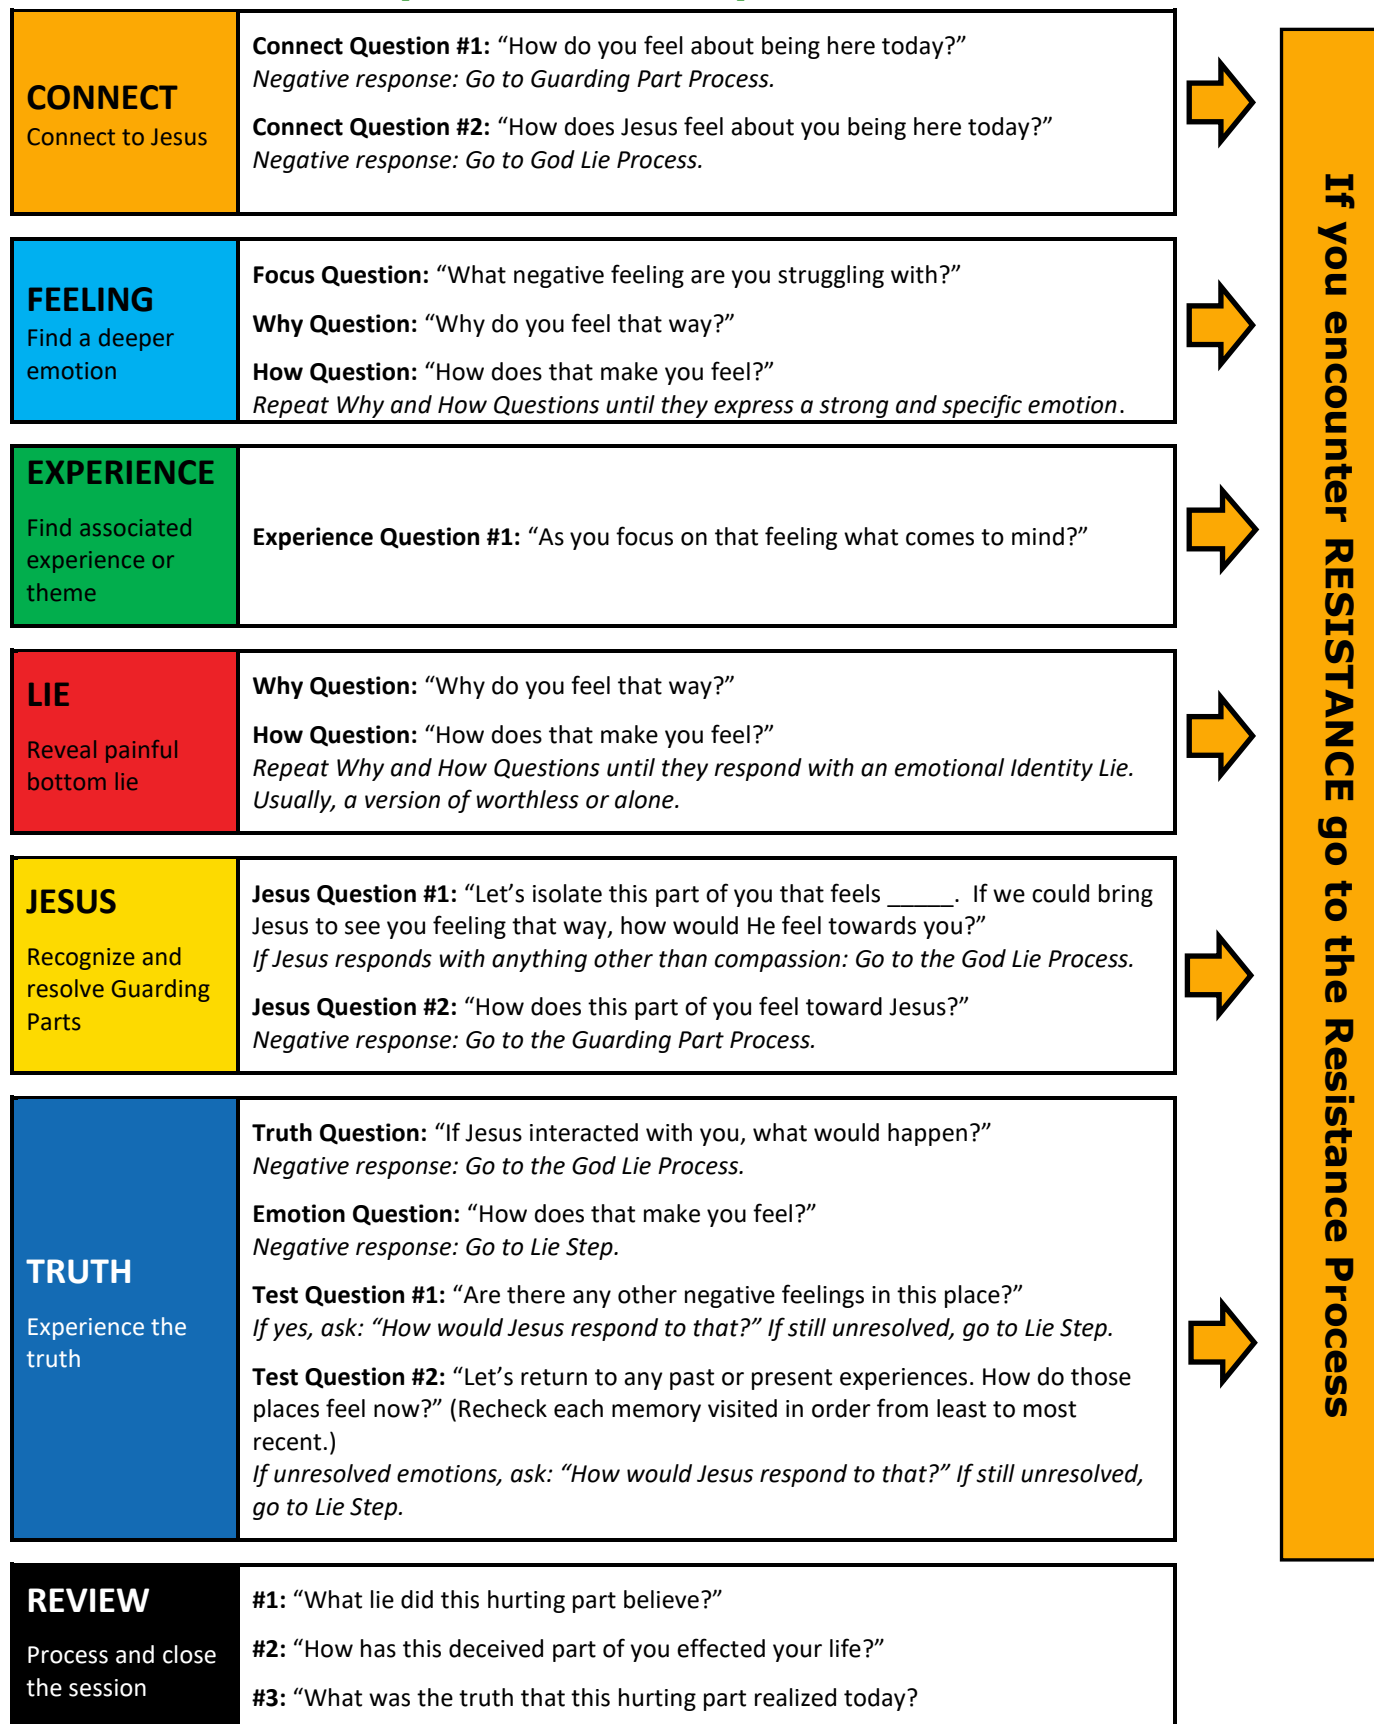 CONNECT
Connect to Jesus
Connect Question #1: “How do you feel about being here today?”
Negative response: Go to Guarding Part Process.
Connect Question #2: “How does Jesus feel about you being here today?”
Negative response: Go to God Lie Process.
FEELING
Find a deeper
emotion
Focus Question: “What negative feeling are you struggling with?”
Why Question: “Why do you feel that way?”
How Question: “How does that make you feel?”
Repeat Why and How Questions until they express a strong and specific emotion.
EXPERIENCE
Find associated
experience or
theme
Experience Question #1: “As you focus on that feeling what comes to mind?”
LIE
Reveal painful
bottom lie
Why Question: “Why do you feel that way?”
How Question: “How does that make you feel?”
Repeat Why and How Questions until they respond with an emotional Identity Lie.
Usually, a version of worthless or alone.
JESUS
Recognize and
resolve Guarding
Parts
Jesus Question #1: “Let’s isolate this part of you that feels _____.  If we could bring
Jesus to see you feeling that way, how would He feel towards you?”
If Jesus responds with anything other than compassion: Go to the God Lie Process.
Jesus Question #2: “How does this part of you feel toward Jesus?”
Negative response: Go to the Guarding Part Process.
TRUTH
Experience the
truth
Truth Question: “If Jesus interacted with you, what would happen?”
Negative response: Go to the God Lie Process.
Emotion Question: “How does that make you feel?”
Negative response: Go to Lie Step.
Test Question #1: “Are there any other negative feelings in this place?”
If yes, ask: “How would Jesus respond to that?” If still unresolved, go to Lie Step.
Test Question #2: “Let’s return to any past or present experiences. How do those
places feel now?” (Recheck each memory visited in order from least to most
recent.)
If unresolved emotions, ask: “How would Jesus respond to that?” If still unresolved,
go to Lie Step.
REVIEW
Process and close
the session
#1: “What lie did this hurting part believe?”
#2: “How has this deceived part of you effected your life?”
#3: “What was the truth that this hurting part realized today?
If you encounter RESISTANCE go to the Resistance Process